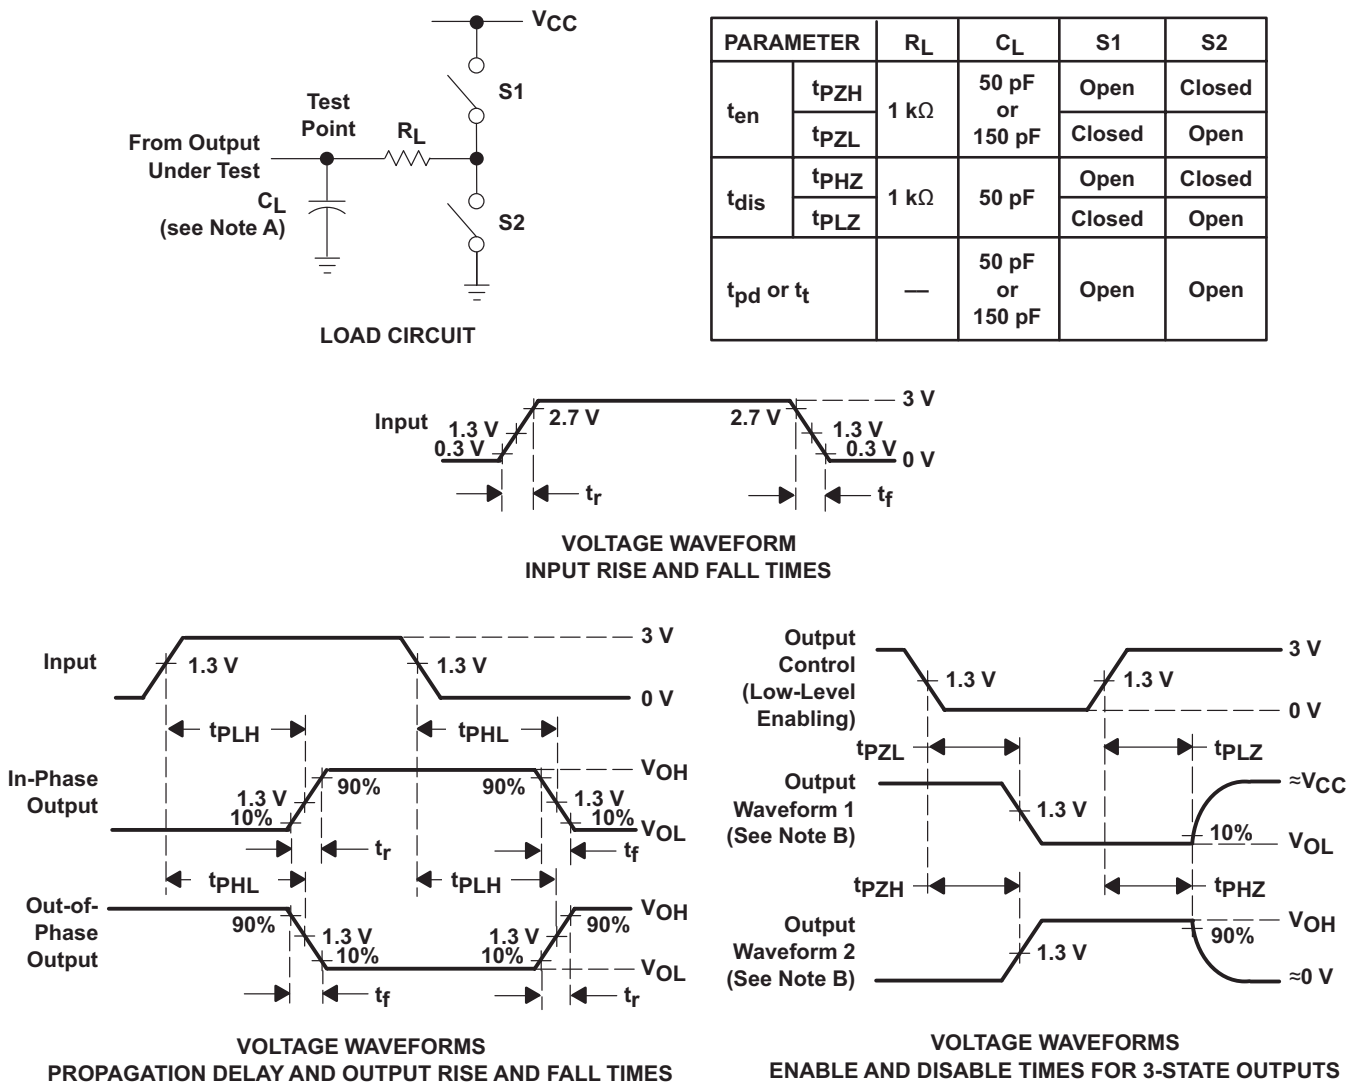 VCC
S1
Test
Point
RL
From Output
Under Test
CL
(see Note A)
S2
LOAD CIRCUIT
PARAMETER RL CL S1 S2
ten tPZH 1 kΩ 50 pF or 150 pF Open Closed
tPZL Closed Open
tdis tPHZ 1 kΩ 50 pF Open Closed
tPLZ Closed Open
tpd or tt — 50 pF or 150 pF Open Open
Input
3 V
2.7 V 2.7 V
1.3 V 1.3 V
0.3 V 0.3 V
0 V
tr tf
VOLTAGE WAVEFORM
INPUT RISE AND FALL TIMES
Input
3 V
1.3 V 1.3 V
0 V
tPLH tPHL
In-Phase
Output
VOH
90% 90%
1.3 V 1.3 V
10% 10%
VOL
tr tf
tPHL tPLH
Out-of-
Phase
Output
VOH
90% 90%
1.3 V 1.3 V
10% 10%
VOL
tf tr
VOLTAGE WAVEFORMS
PROPAGATION DELAY AND OUTPUT RISE AND FALL TIMES
Output
Control
(Low-Level
Enabling)
3 V
1.3 V 1.3 V
0 V
tPZL tPLZ
Output
Waveform 1
(See Note B)
≈VCC
1.3 V
10%
VOL
tPZH tPHZ
Output
Waveform 2
(See Note B)
VOH
90%
1.3 V
≈0 V
VOLTAGE WAVEFORMS
ENABLE AND DISABLE TIMES FOR 3-STATE OUTPUTS